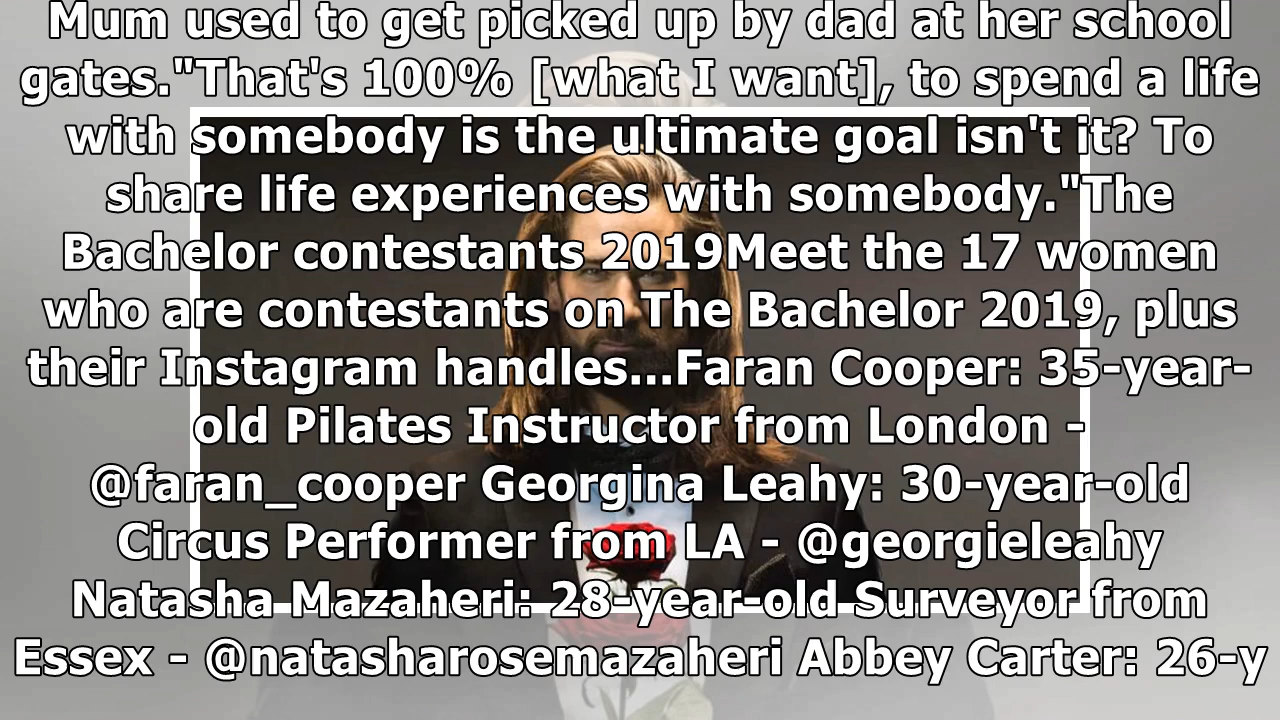 Mum used to get picked up by dad at her school
gates."That's 100% [what I want], to spend a life
with somebody is the ultimate goal isn't it? To
share life experiences with somebody."The
Bachelor contestants 2019Meet the 17 women
who are contestants on The Bachelor 2019, plus
their Instagram handles...Faran Cooper: 35-year-
old Pilates Instructor from London -
@faran_cooper Georgina Leahy: 30-year-old
Circus Performer from LA - @georgieleahy
Natasha Mazaheri: 28-year-old Surveyor from
Essex - @natasharosemazaheri Abbey Carter: 26-y